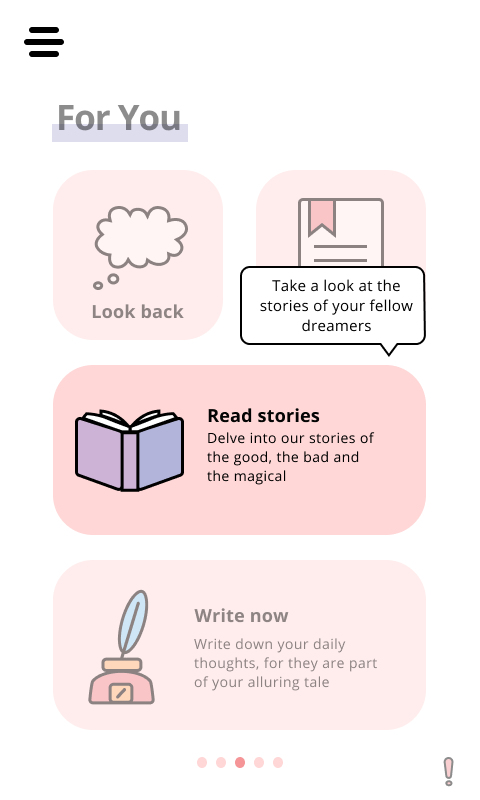 For You
Look back
Take a look at the
stories of your fellow
dreamers
Read stories
Delve into our stories of
the good, the bad and
the magical
Write now
Write down your daily
thoughts, for they are part
of your alluring tale